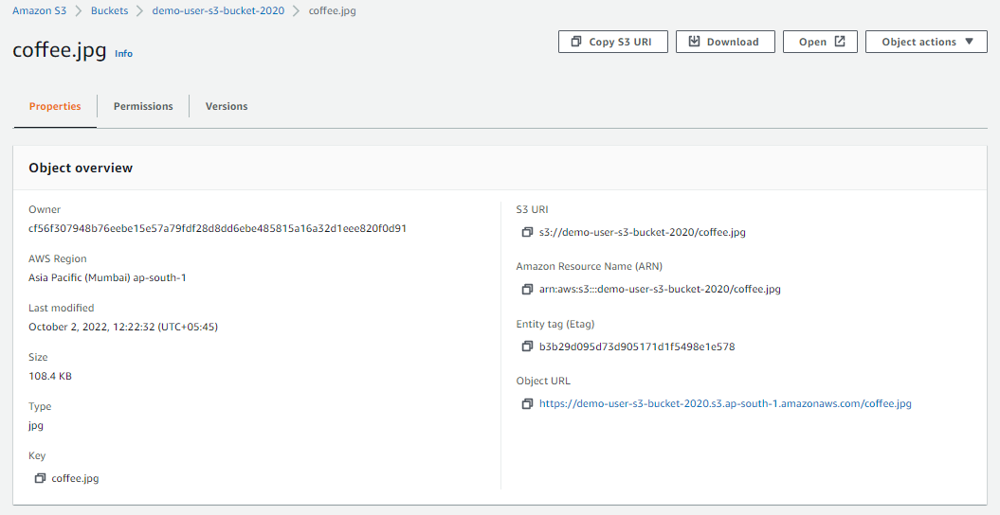 Amazon S3 > Buckets > demo-user-s3-bucket-2020 > coffee.jpg
coffee.jpg Info
Copy S3 URI
Download
Open
Object actions
Properties
Permissions
Versions
Object overview
Owner
cf56f307948b76eebe15e57a79fdf28d8dd6ebe485815a16a32d1eee820f0d91
AWS Region
Asia Pacific (Mumbai) ap-south-1
Last modified
October 2, 2022, 12:22:32 (UTC+05:45)
Size
108.4 KB
Type
jpg
Key
coffee.jpg
S3 URI
s3://demo-user-s3-bucket-2020/coffee.jpg
Amazon Resource Name (ARN)
arn:aws:s3:::demo-user-s3-bucket-2020/coffee.jpg
Entity tag (Etag)
b3b29d095d73d905171d1f5498e1e578
Object URL
https://demo-user-s3-bucket-2020.s3.ap-south-1.amazonaws.com/coffee.jpg